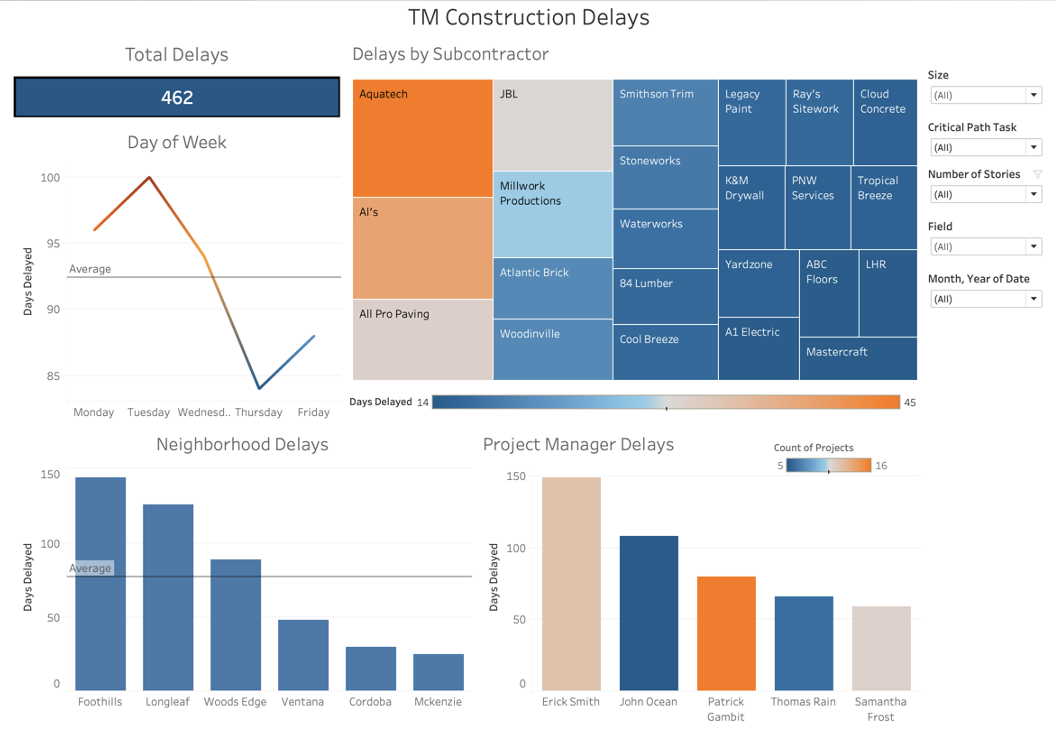 TM Construction Delays
Total Delays
462
Day of Week
100
95
90
85
Days Delayed
Average
Monday
Tuesday
Wednesd..
Thursday
Friday
Delays by Subcontractor
Aquatech
Al's
All Pro Paving
JBL
Millwork
Productions
Atlantic Brick
Woodinville
Smithson Trim
Stoneworks
Waterworks
84 Lumber
Cool Breeze
Legacy
Paint
Ray's
Sitework
Cloud
Concrete
K&M
Drywall
PNW
Services
Tropical
Breeze
Yardzone
A1 Electric
ABC
Floors
LHR
Mastercraft
Days Delayed
14
45
Size
(All)
Critical Path Task
(All)
Number of Stories
(All)
Field
(All)
Month, Year of Date
(All)
Neighborhood Delays
150
100
50
0
Days Delayed
Average
Foothills
Longleaf
Woods Edge
Ventana
Cordoba
Mckenzie
Project Manager Delays
Count of Projects
5
16
150
100
50
0
Days Delayed
Erick Smith
John Ocean
Patrick
Gambit
Thomas Rain
Samantha
Frost